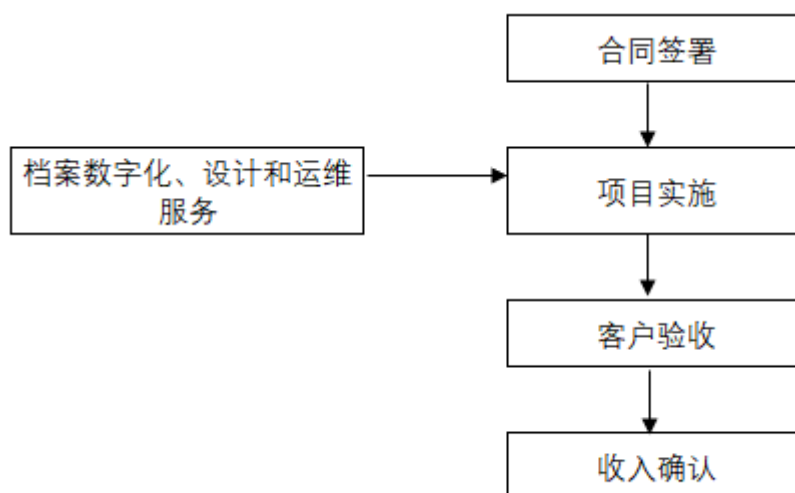 合同签署
档案数字化、设计和运维
服务
项目实施
客户验收
收入确认